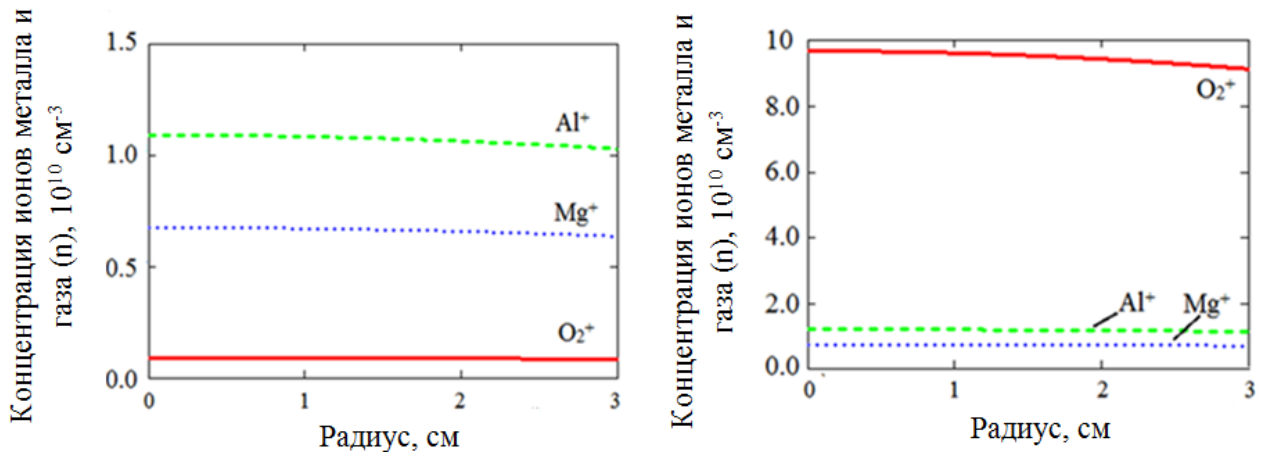 Концентрация ионов металла и
газа (n), 10¹⁰ см⁻³
1.5
1.0
0.5
0.0
Al⁺
Mg⁺
O₂⁺
0 1 2 3
Радиус, см
Концентрация ионов металла и
газа (n), 10¹⁰ см⁻³
10
8.0
6.0
4.0
2.0
0.0
O₂⁺
Al⁺ Mg⁺
0 1 2 3
Радиус, см